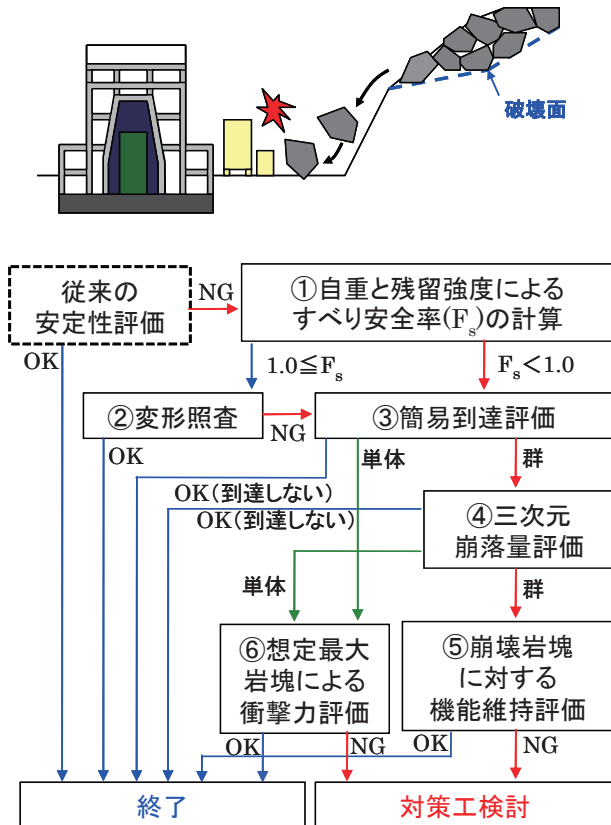 破壊面
従来の
安定性評価
NG
①自重と残留強度による
すべり安全率(Fs)の計算
OK
1.0≦Fs
Fs<1.0
②変形照査
NG
③簡易到達評価
OK
単体
群
OK(到達しない)
OK(到達しない)
④三次元
崩落量評価
単体
群
⑥想定最大
岩塊による
衝撃力評価
⑤崩壊岩塊
に対する
機能維持評価
OK
NG
OK
NG
終了
対策工検討